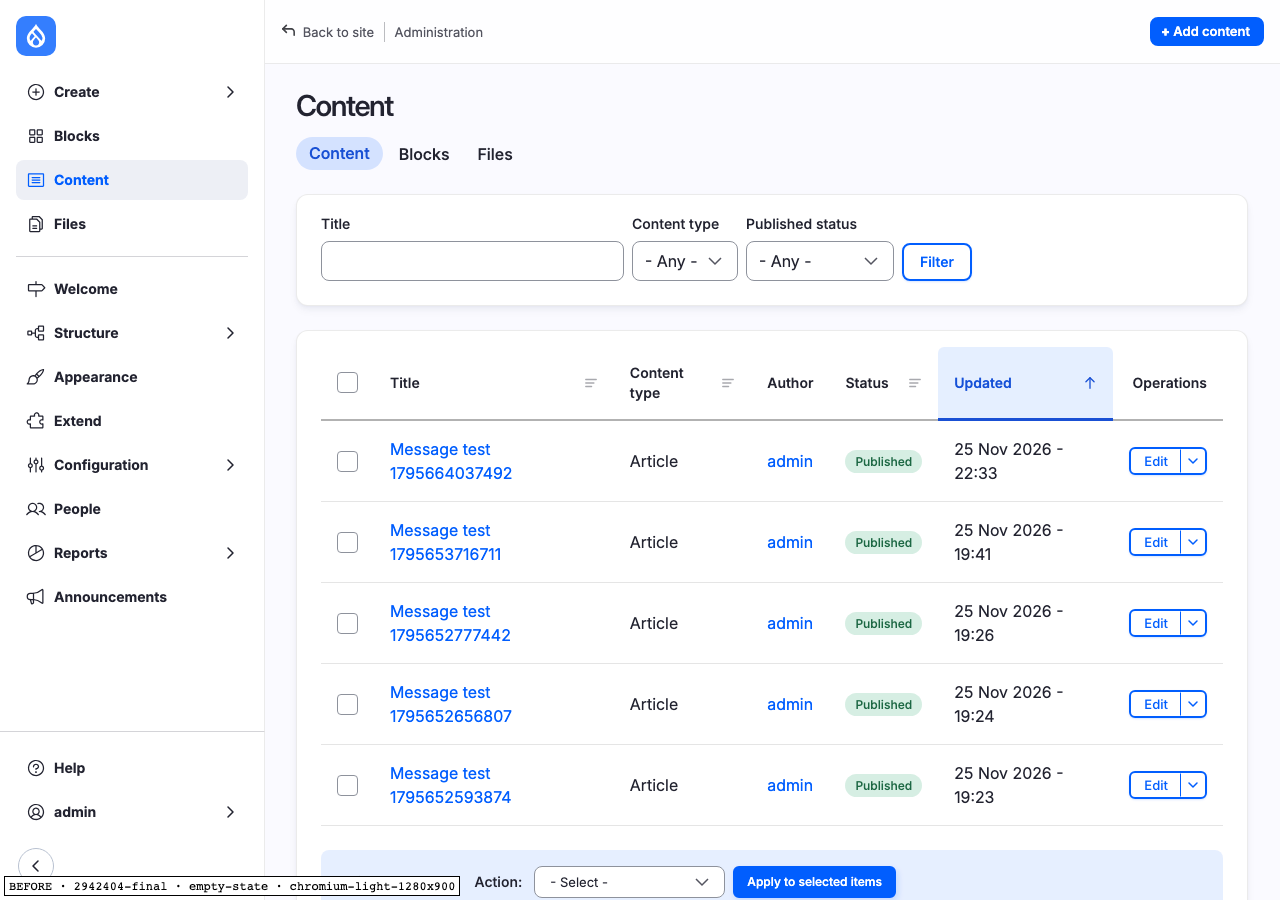 Back to site
Administration
+ Add content
Create
Blocks
Content
Files
Welcome
Structure
Appearance
Extend
Configuration
People
Reports
Announcements
Help
admin
Content
Content
Blocks
Files
Title
Content type
Published status
- Any -
- Any -
Filter
Title
Content
type
Author
Status
Updated
Operations
Message test
1795664037492
Article
admin
Published
25 Nov 2026 -
22:33
Edit
Message test
1795653716711
Article
admin
Published
25 Nov 2026 -
19:41
Edit
Message test
1795652777442
Article
admin
Published
25 Nov 2026 -
19:26
Edit
Message test
1795652656807
Article
admin
Published
25 Nov 2026 -
19:24
Edit
Message test
1795652593874
Article
admin
Published
25 Nov 2026 -
19:23
Edit
Action:
- Select -
Apply to selected items
BEFORE · 2942404-final · empty-state · chromium-light-1280x900